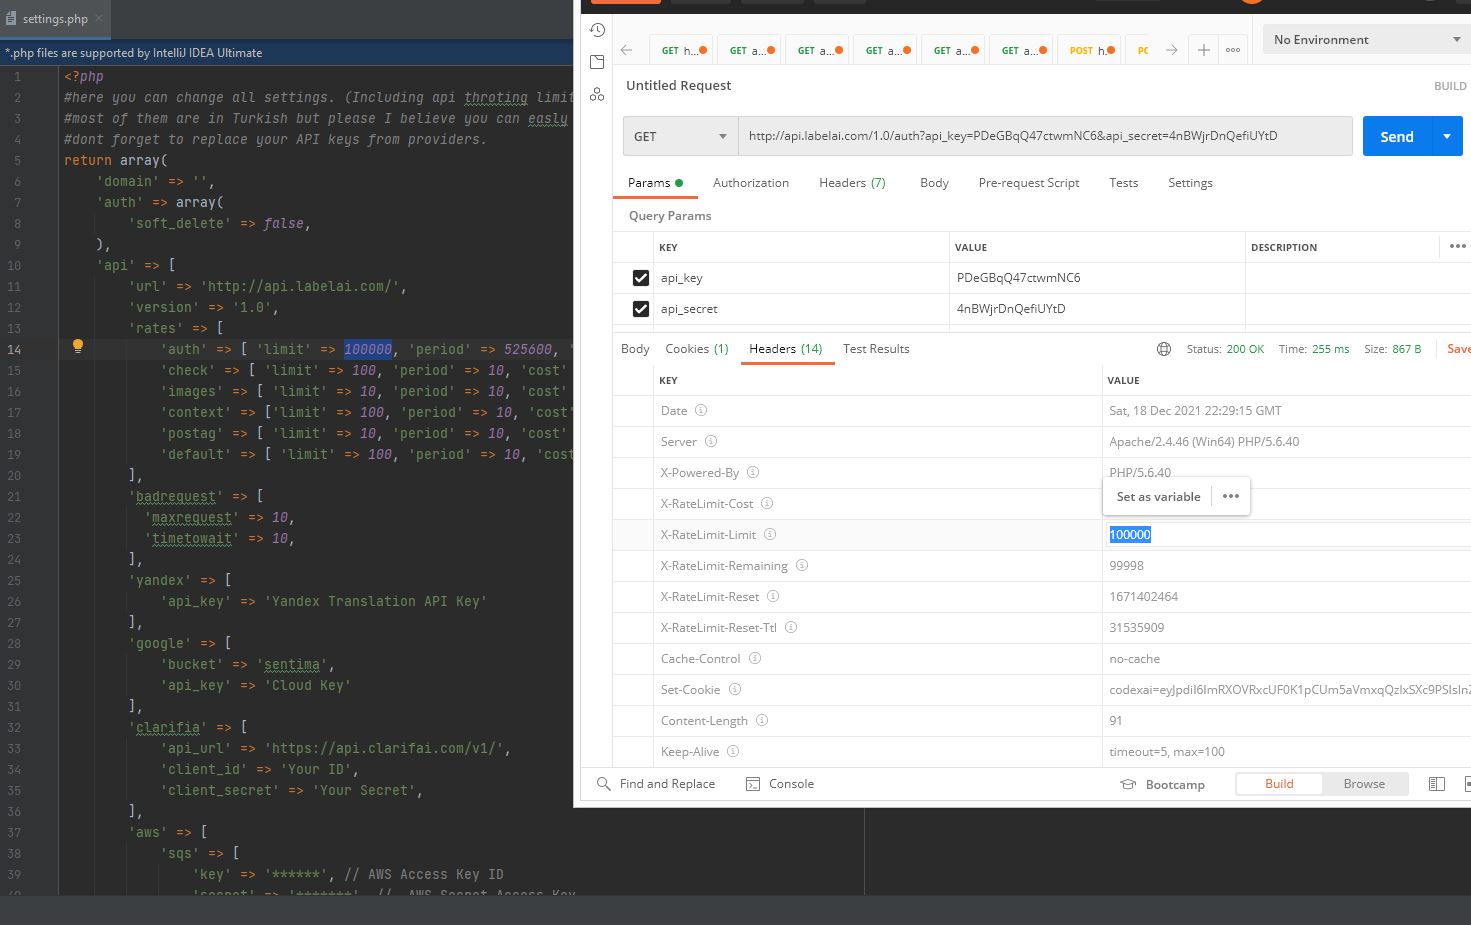 settings.php
*.php files are supported by IntelliJ IDEA Ultimate
1 <?php
2 #here you can change all settings. (Including api throting limit
3 #most of them are in Turkish but please I believe you can easly
4 #dont forget to replace your API keys from providers.
5 return array(
6 'domain' => '',
7 'auth' => array(
8 'soft_delete' => false,
9 ),
10 'api' => [
11 'url' => 'http://api.labelai.com/',
12 'version' => '1.0',
13 'rates' => [
14 'auth' => [ 'limit' => 100000, 'period' => 525600, '
15 'check' => [ 'limit' => 100, 'period' => 10, 'cost'
16 'images' => [ 'limit' => 10, 'period' => 10, 'cost'
17 'context' => ['limit' => 100, 'period' => 10, 'cost'
18 'postag' => [ 'limit' => 10, 'period' => 10, 'cost'
19 'default' => [ 'limit' => 100, 'period' => 10, 'cost
20 ],
21 'badrequest' => [
22 'maxrequest' => 10,
23 'timetowait' => 10,
24 ],
25 'yandex' => [
26 'api_key' => 'Yandex Translation API Key'
27 ],
28 'google' => [
29 'bucket' => 'sentima',
30 'api_key' => 'Cloud Key'
31 ],
32 'clarifia' => [
33 'api_url' => 'https://api.clarifai.com/v1/',
34 'client_id' => 'Your ID',
35 'client_secret' => 'Your Secret',
36 ],
37 'aws' => [
38 'sqs' => [
39 'key' => '******', // AWS Access Key ID
GET h... GET a... GET a... GET a... GET a... GET a... POST h. PC
No Environment
Untitled Request BUILD
GET http://api.labelai.com/1.0/auth?api_key=PDeGBqQ47ctwmNC6&api_secret=4nBWjrDnQefiUYtD Send
Params Authorization Headers (7) Body Pre-request Script Tests Settings
Query Params
KEY VALUE DESCRIPTION
api_key PDeGBqQ47ctwmNC6
api_secret 4nBWjrDnQefiUYtD
Body Cookies (1) Headers (14) Test Results Status: 200 OK Time: 255 ms Size: 867 B Save
KEY VALUE
Date Sat, 18 Dec 2021 22:29:15 GMT
Server Apache/2.4.46 (Win64) PHP/5.6.40
X-Powered-By PHP/5.6.40
Set as variable
X-RateLimit-Cost
X-RateLimit-Limit 100000
X-RateLimit-Remaining 99998
X-RateLimit-Reset 1671402464
X-RateLimit-Reset-Ttl 31535909
Cache-Control no-cache
Set-Cookie
Content-Length 91
Keep-Alive timeout=5, max=100
Find and Replace Console Bootcamp Build Browse